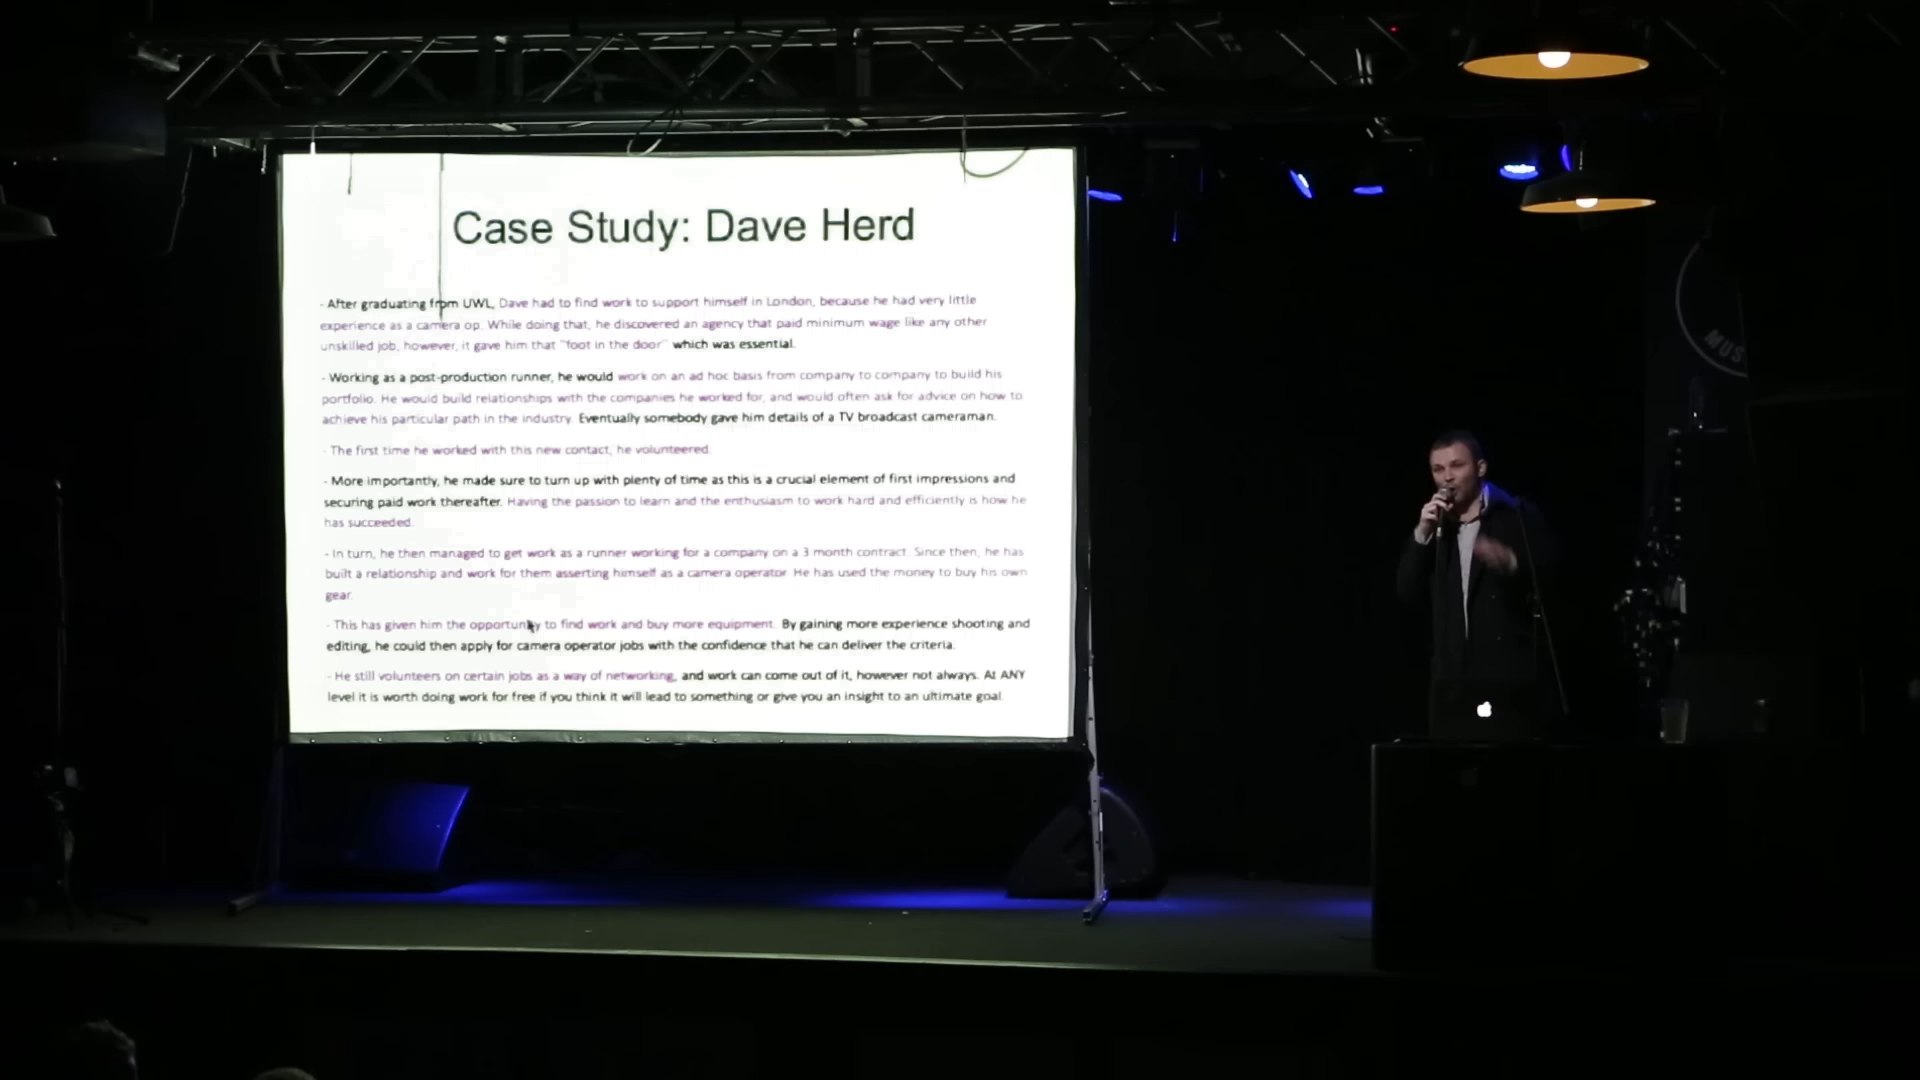 Case Study: Dave Herd
- After graduating from UWL, Dave had to find work to support himself in London, because he had very little
experience as a camera op. While doing that, he discovered an agency that paid minimum wage like any other
unskilled job, however, it gave him that "foot in the door" which was essential.
- Working as a post-production runner, he would work on an ad hoc basis from company to company to build his
portfolio. He would build relationships with the companies he worked for, and would often ask for advice on how to
achieve his particular path in the industry. Eventually somebody gave him details of a TV broadcast cameraman.
- The first time he worked with this new contact, he volunteered.
- More importantly, he made sure to turn up with plenty of time as this is a crucial element of first impressions and
securing paid work thereafter. Having the passion to learn and the enthusiasm to work hard and efficiently is how he
has succeeded.
- In turn, he then managed to get work as a runner working for a company on a 3 month contract. Since then, he has
built a relationship and work for them asserting himself as a camera operator. He has used the money to buy his own
gear.
- This has given him the opportunity to find work and buy more equipment. By gaining more experience shooting and
editing, he could then apply for camera operator jobs with the confidence that he can deliver the criteria.
- He still volunteers on certain jobs as a way of networking, and work can come out of it, however not always. At ANY
level it is worth doing work for free if you think it will lead to something or give you an insight to an ultimate goal.
MUS